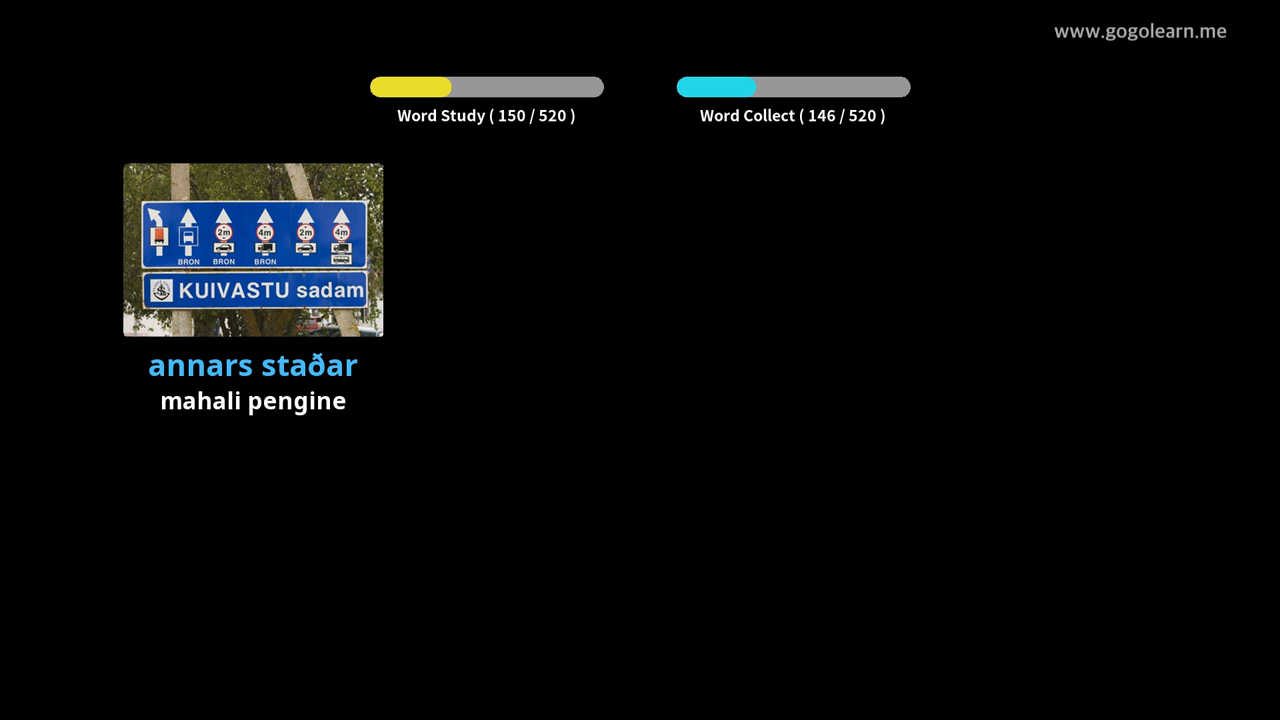 www.gogolearn.me
Word Study ( 150 / 520 )
Word Collect ( 146 / 520 )
2m 4m 2m 4m
BRON BRON BRON
KUIVASTU sadam
annars staðar
mahali pengine